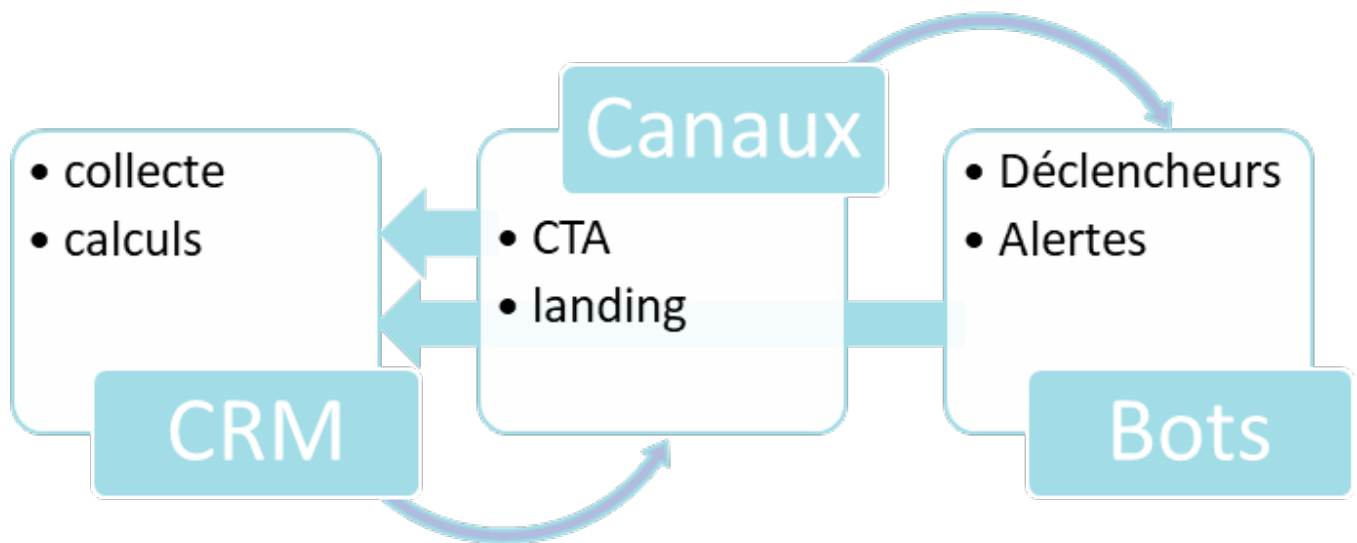 • collecte
• calculs
CRM
Canaux
• CTA
• landing
• Déclencheurs
• Alertes
Bots